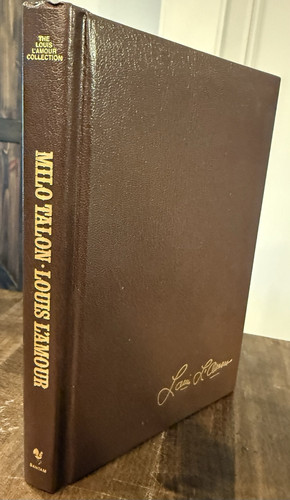 THE
LOUIS
L'AMOUR
COLLECTION
MILO TALON · LOUIS L'AMOUR
BANTAM
Louis L'Amour